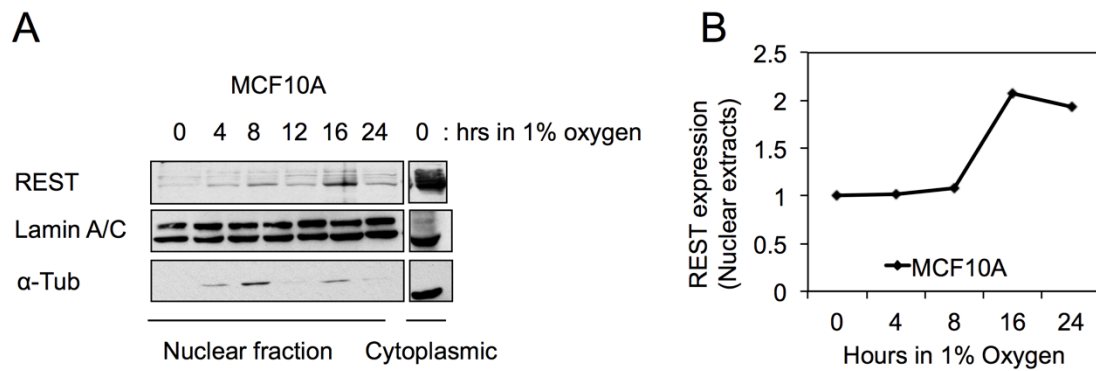 A
MCF10A
0 4 8 12 16 24 0 : hrs in 1% oxygen
REST
Lamin A/C
α-Tub
Nuclear fraction Cytoplasmic
B
REST expression
(Nuclear extracts)
2.5
2
1.5
1
0.5
0
MCF10A
0 4 8 16 24
Hours in 1% Oxygen